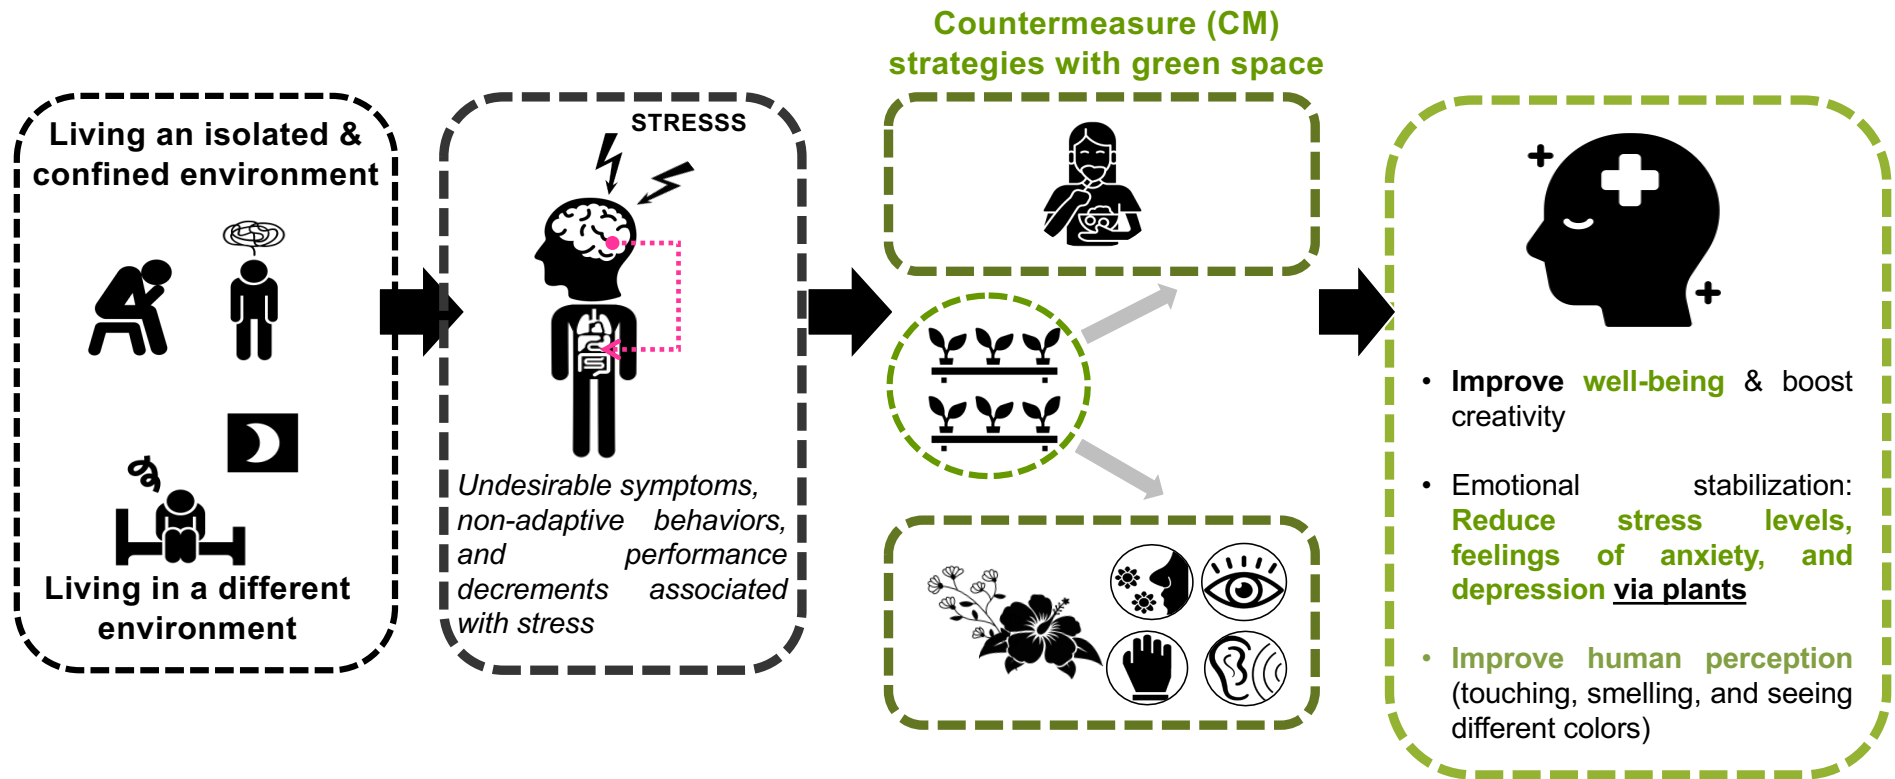 Living an isolated &
confined environment
Living in a different
environment
STRESSS
Undesirable symptoms,
non-adaptive behaviors,
and performance
decrements associated
with stress
Countermeasure (CM)
strategies with green space
• Improve well-being & boost
creativity
• Emotional stabilization:
Reduce stress levels,
feelings of anxiety, and
depression via plants
• Improve human perception
(touching, smelling, and seeing
different colors)